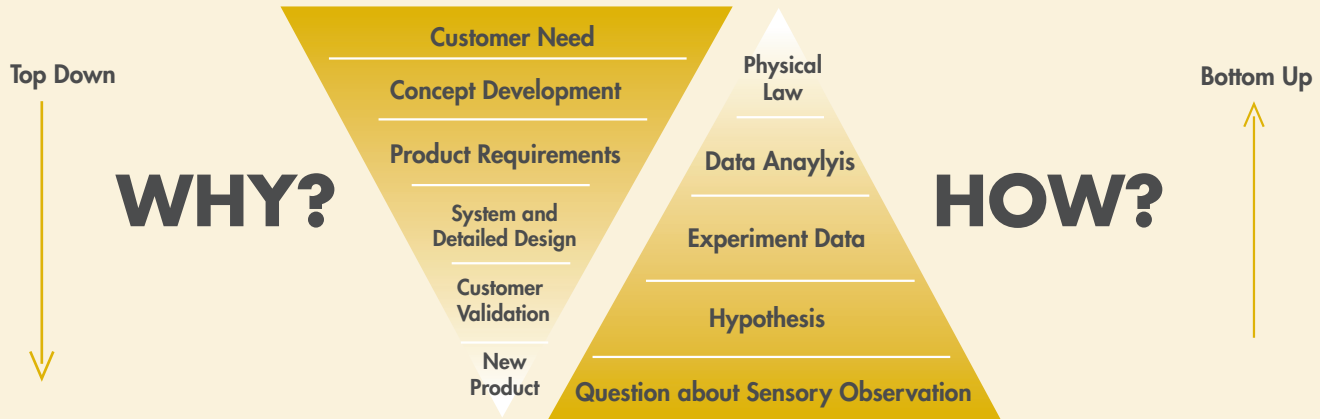 Top Down
WHY?
Customer Need
Concept Development
Product Requirements
System and
Detailed Design
Customer
Validation
New
Product
Physical
Law
Data Anaylyis
Experiment Data
Hypothesis
Question about Sensory Observation
HOW?
Bottom Up